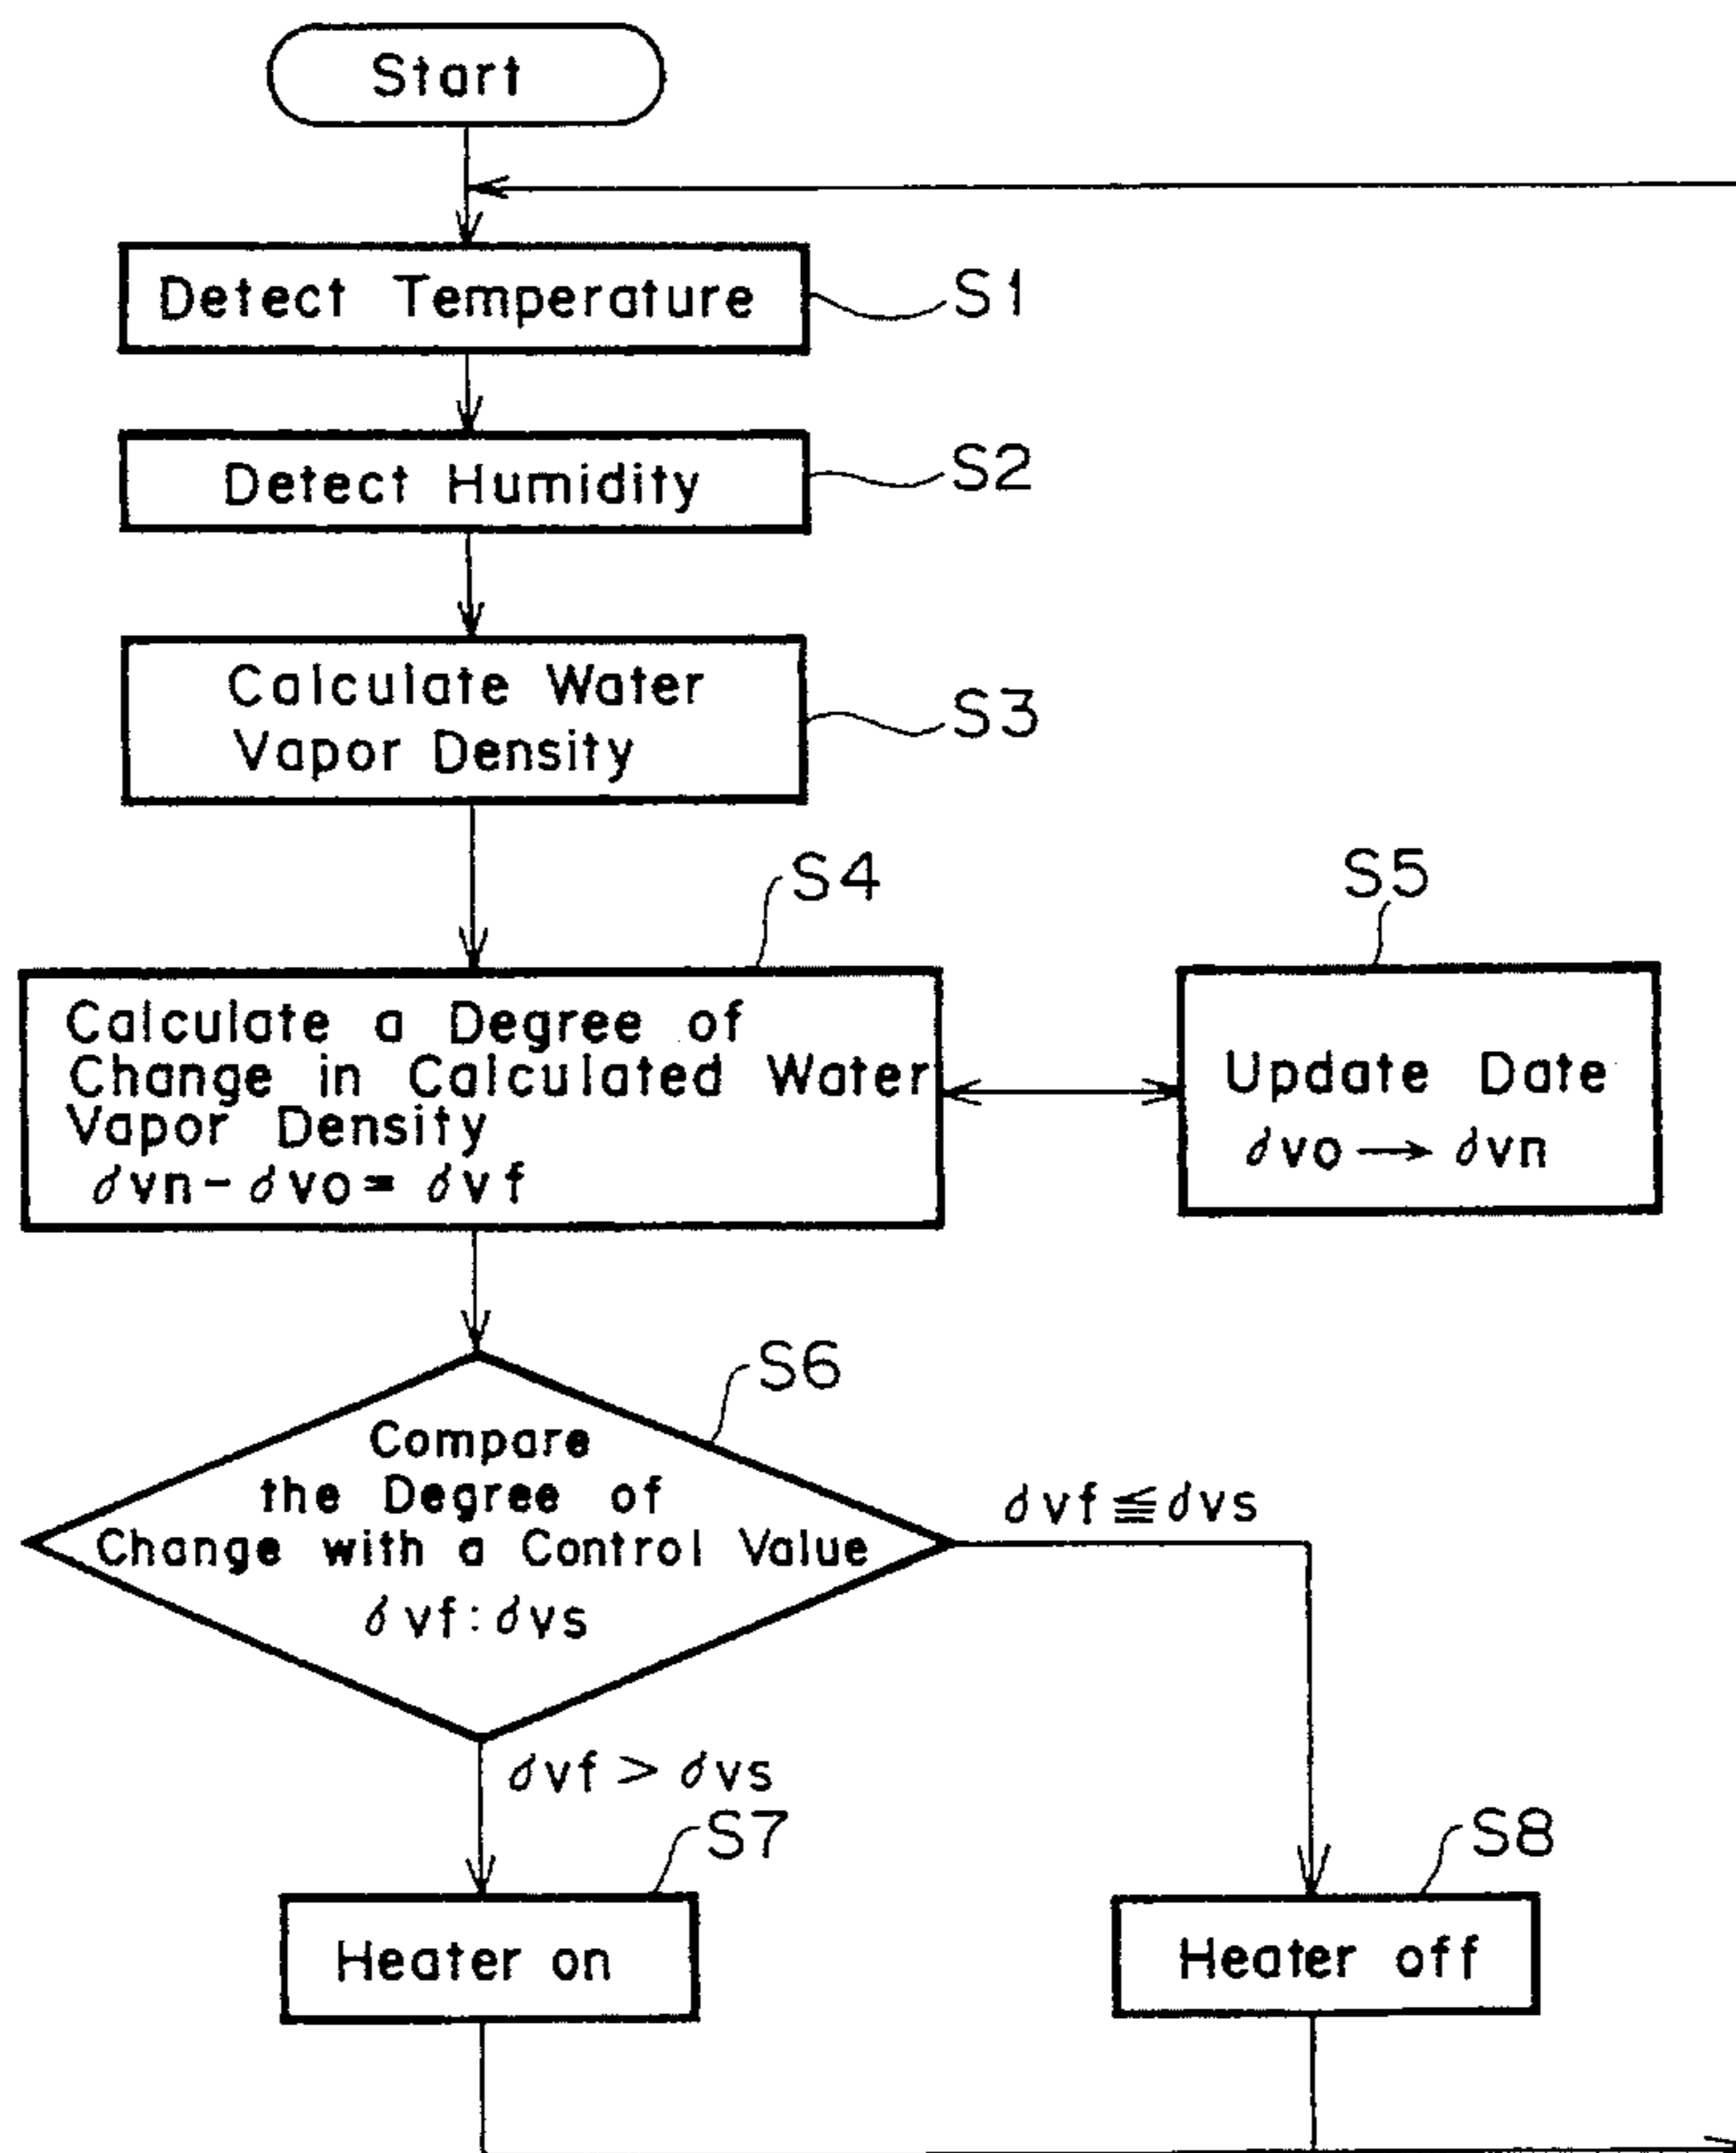 Start
Detect Temperature
S1
Detect Humidity
S2
Calculate Water
Vapor Density
S3
S4
Calculate a Degree of
Change in Calculated Water
Vapor Density
δvn-δvo=δvf
S5
Update Date
δvo→δvn
S6
Compare
the Degree of
Change with a Control Value
δvf:δvs
δvf≦δvs
δvf>δvs
S7
Heater on
S8
Heater off